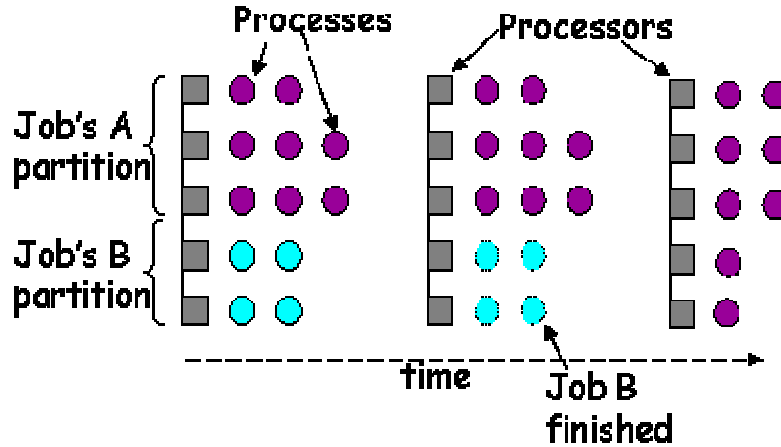 Processes
Processors
Job's A
partition
Job's B
partition
time
Job B
finished